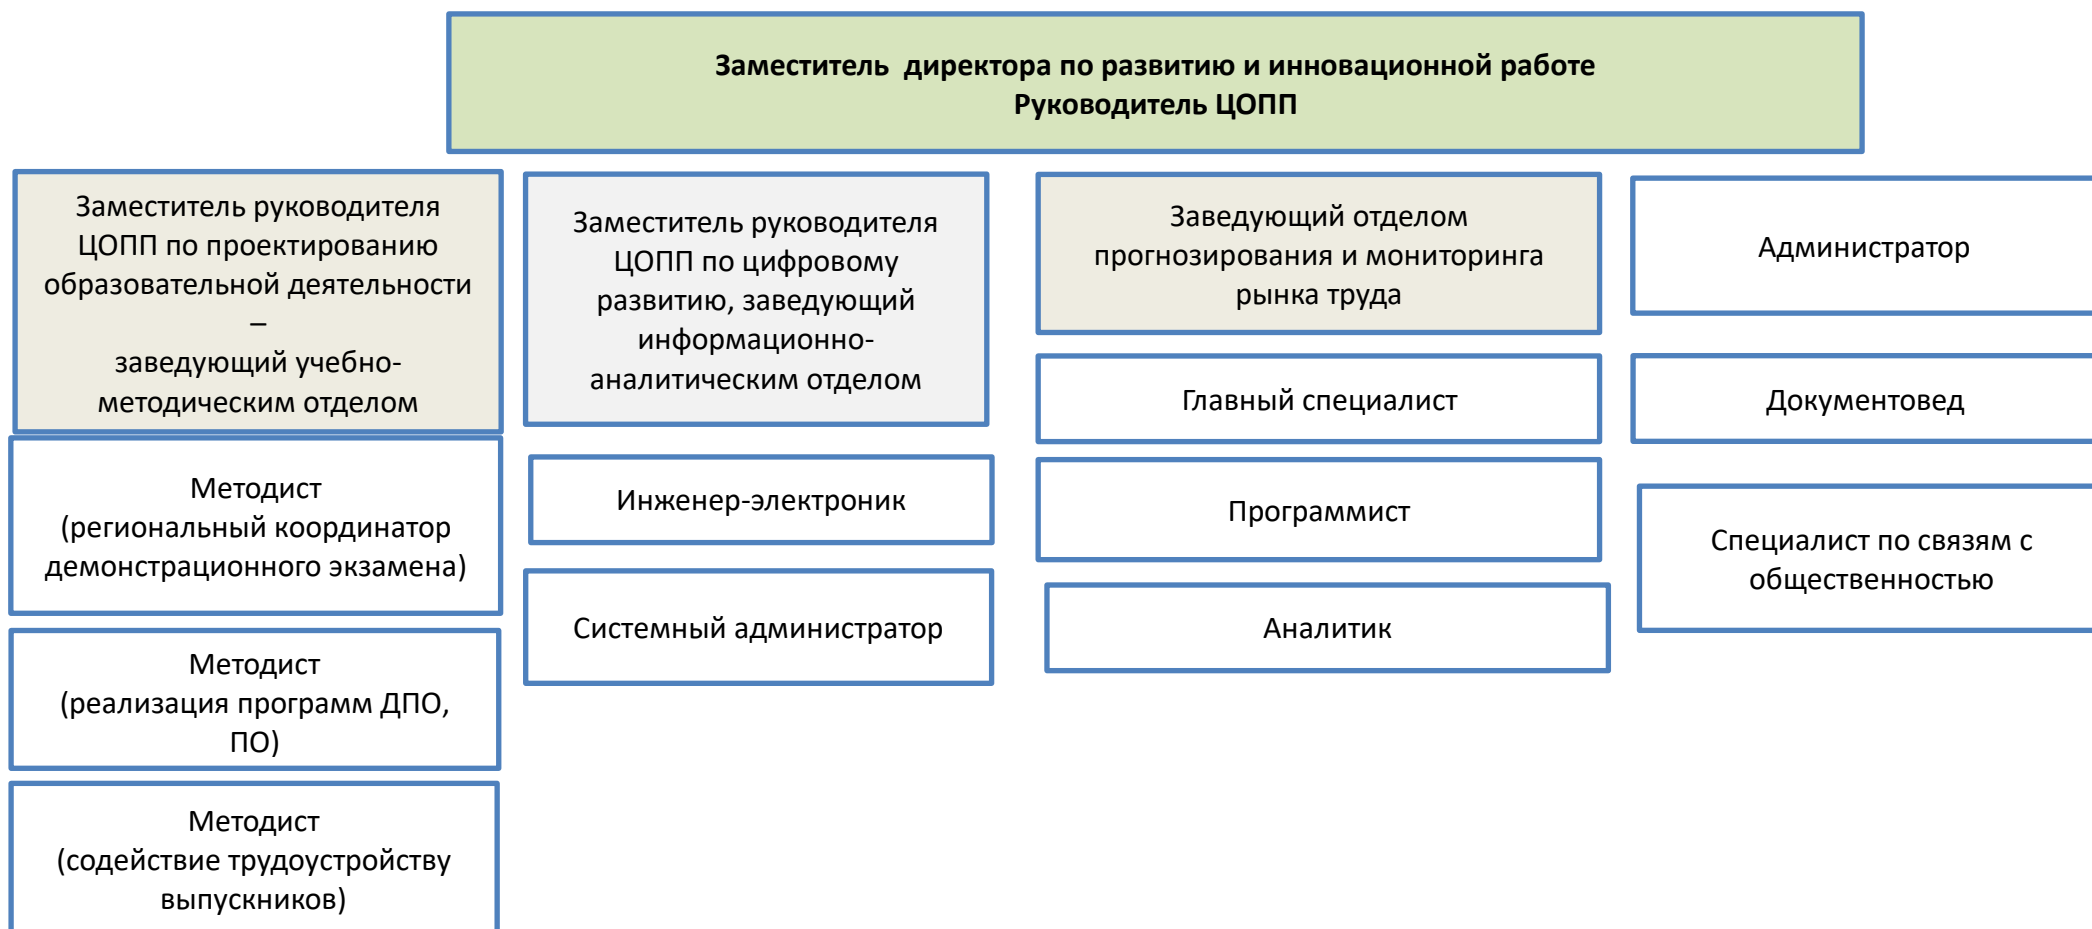 Заместитель директора по развитию и инновационной работе
Руководитель ЦОПП
Заместитель руководителя
ЦОПП по проектированию
образовательной деятельности
–
заведующий учебно-
методическим отделом
Методист
(региональный координатор
демонстрационного экзамена)
Методист
(реализация программ ДПО,
ПО)
Методист
(содействие трудоустройству
выпускников)
Заместитель руководителя
ЦОПП по цифровому
развитию, заведующий
информационно-
аналитическим отделом
Инженер-электроник
Системный администратор
Заведующий отделом
прогнозирования и мониторинга
рынка труда
Главный специалист
Программист
Аналитик
Администратор
Документовед
Специалист по связям с
общественностью